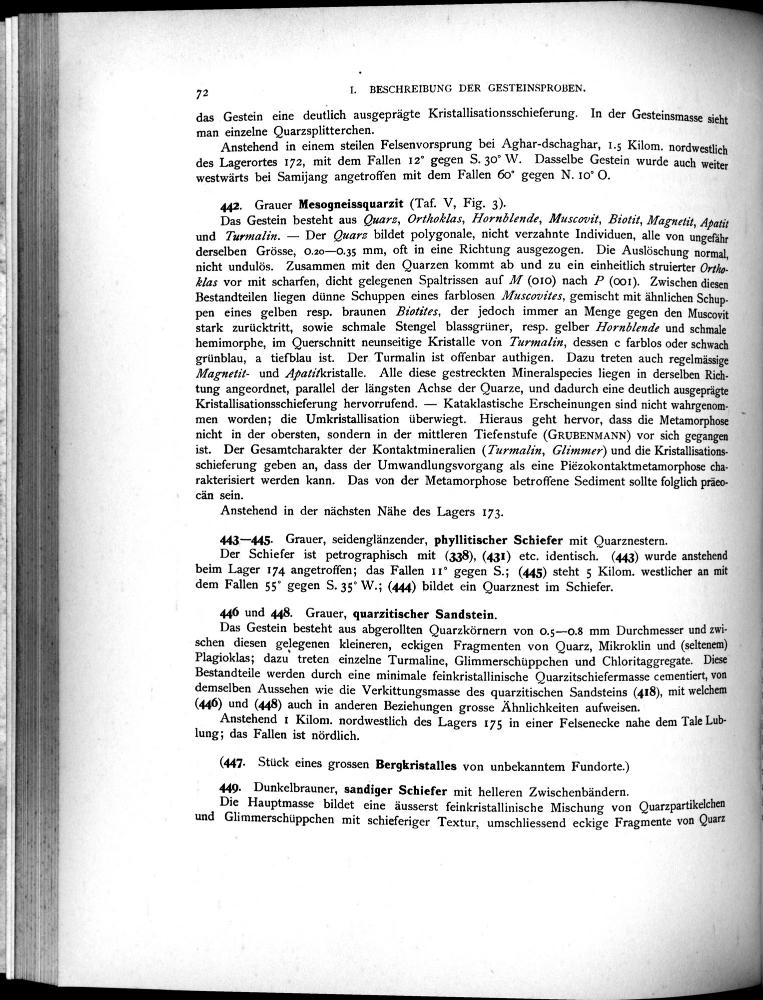 72
I. BESCHREIBUNG DER GESTEINSPROBEN.
das Gestein eine deutlich ausgeprägte Kristallisationsschieferung. In der Gesteinsmasse sieht
man einzelne Quarzsplitterchen.
Anstehend in einem steilen Felsenvorsprung bei Aghar-dschaghar, 1.5 Kilom. nordwestlich
des Lagerortes 172, mit dem Fallen 12° gegen S. 30° W. Dasselbe Gestein wurde auch weiter
westwärts bei Samijang angetroffen mit dem Fallen 60° gegen N. 10° O.
442. Grauer Mesogneissquarzit (Taf. V, Fig. 3).
Das Gestein besteht aus Quarz, Orthoklas, Hornblende, Muscovit, Biotit, Magnetit, Apatit
und Turmalin. — Der Quarz bildet polygonale, nicht verzahnte Individuen, alle von ungefähr
derselben Grösse, 0.20—0.35 mm, oft in eine Richtung ausgezogen. Die Auslöschung normal,
nicht undulös. Zusammen mit den Quarzen kommt ab und zu ein einheitlich struierter Ortho-
klas vor mit scharfen, dicht gelegenen Spaltrissen auf M (010) nach P (001). Zwischen diesen
Bestandteilen liegen dünne Schuppen eines farblosen Muscovites, gemischt mit ähnlichen Schup-
pen eines gelben resp. braunen Biotites, der jedoch immer an Menge gegen den Muscovit
stark zurücktritt, sowie schmale Stengel blassgrüner, resp. gelber Hornblende und schmale
hemimorphe, im Querschnitt neunseitige Kristalle von Turmalin, dessen c farblos oder schwach
grünblau, a tiefblau ist. Der Turmalin ist offenbar authigen. Dazu treten auch regelmässige
Magnetit- und Apatitkristalle. Alle diese gestreckten Mineralspecies liegen in derselben Rich-
tung angeordnet, parallel der längsten Achse der Quarze, und dadurch eine deutlich ausgeprägte
Kristallisationsschieferung hervorrufend. — Kataklastische Erscheinungen sind nicht wahrgenom-
men worden; die Umkristallisation überwiegt. Hieraus geht hervor, dass die Metamorphose
nicht in der obersten, sondern in der mittleren Tiefenstufe (GRUBENMANN) vor sich gegangen
ist. Der Gesamtcharakter der Kontaktmineralien (Turmalin, Glimmer) und die Kristallisations-
schieferung geben an, dass der Umwandlungsvorgang als eine Piëzokontaktmetamorphose cha-
rakterisiert werden kann. Das von der Metamorphose betroffene Sediment sollte folglich präeo-
cän sein.
Anstehend in der nächsten Nähe des Lagers 173.
443—445. Grauer, seidenglänzender, phyllitischer Schiefer mit Quarznestern.
Der Schiefer ist petrographisch mit (338), (431) etc. identisch. (443) wurde anstehend
beim Lager 174 angetroffen; das Fallen 11° gegen S.; (445) steht 5 Kilom. westlicher an mit
dem Fallen 55° gegen S. 35° W.; (444) bildet ein Quarznest im Schiefer.
446 und 448. Grauer, quarzitischer Sandstein.
Das Gestein besteht aus abgerollten Quarzkörnern von 0.5—0.8 mm Durchmesser und zwi-
schen diesen gelegenen kleineren, eckigen Fragmenten von Quarz, Mikroklin und (seltenem)
Plagioklas; dazu treten einzelne Turmaline, Glimmerschüppchen und Chloritaggregate. Diese
Bestandteile werden durch eine minimale feinkristallinische Quarzitschiefermasse cementiert, von
demselben Aussehen wie die Verkittungsmasse des quarzitischen Sandsteins (418), mit welchem
(446) und (448) auch in anderen Beziehungen grosse Ähnlichkeiten aufweisen.
Anstehend 1 Kilom. nordwestlich des Lagers 175 in einer Felsenecke nahe dem Tale Lub-
lung; das Fallen ist nördlich.
(447. Stück eines grossen Bergkristalles von unbekanntem Fundorte.)
449. Dunkelbrauner, sandiger Schiefer mit helleren Zwischenbändern.
Die Hauptmasse bildet eine äusserst feinkristallinische Mischung von Quarzpartikelchen
und Glimmerschüppchen mit schieferiger Textur, umschliessend eckige Fragmente von Quarz